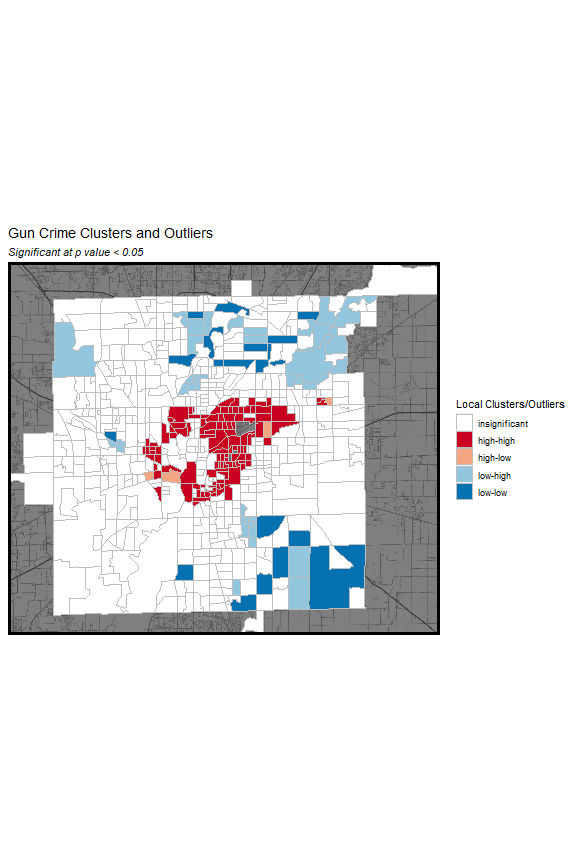 Gun Crime Clusters and Outliers
Significant at p value < 0.05
Local Clusters/Outliers
insignificant
high-high
high-low
low-high
low-low